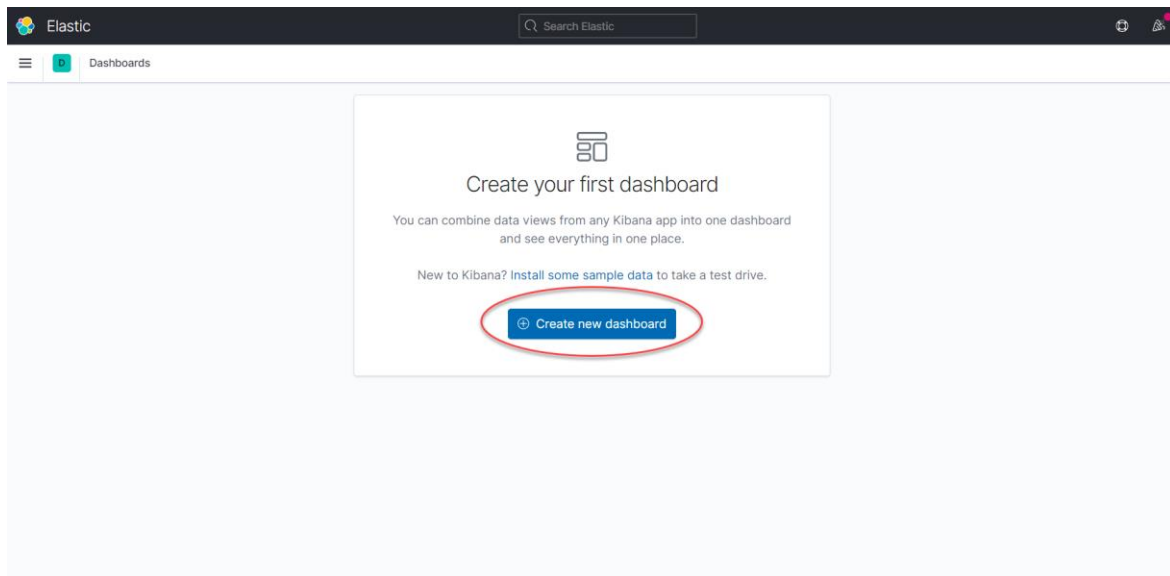 Elastic
Search Elastic
D
Dashboards
Create your first dashboard
You can combine data views from any Kibana app into one dashboard
and see everything in one place.
New to Kibana? Install some sample data to take a test drive.
Create new dashboard